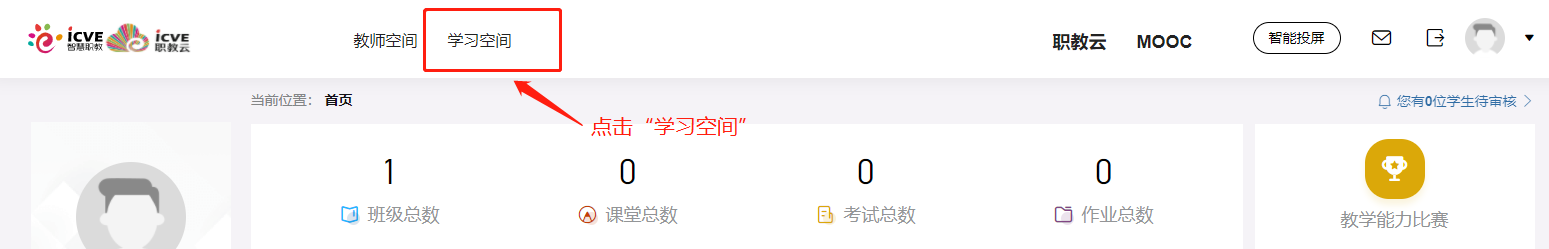 icve 智慧职教 icve 职教云 教师空间 学习空间 职教云 MOOC 智能投屏
当前位置： 首页 您有0位学生待审核
点击“学习空间”
1 0 0 0
班级总数 课堂总数 考试总数 作业总数
教学能力比赛